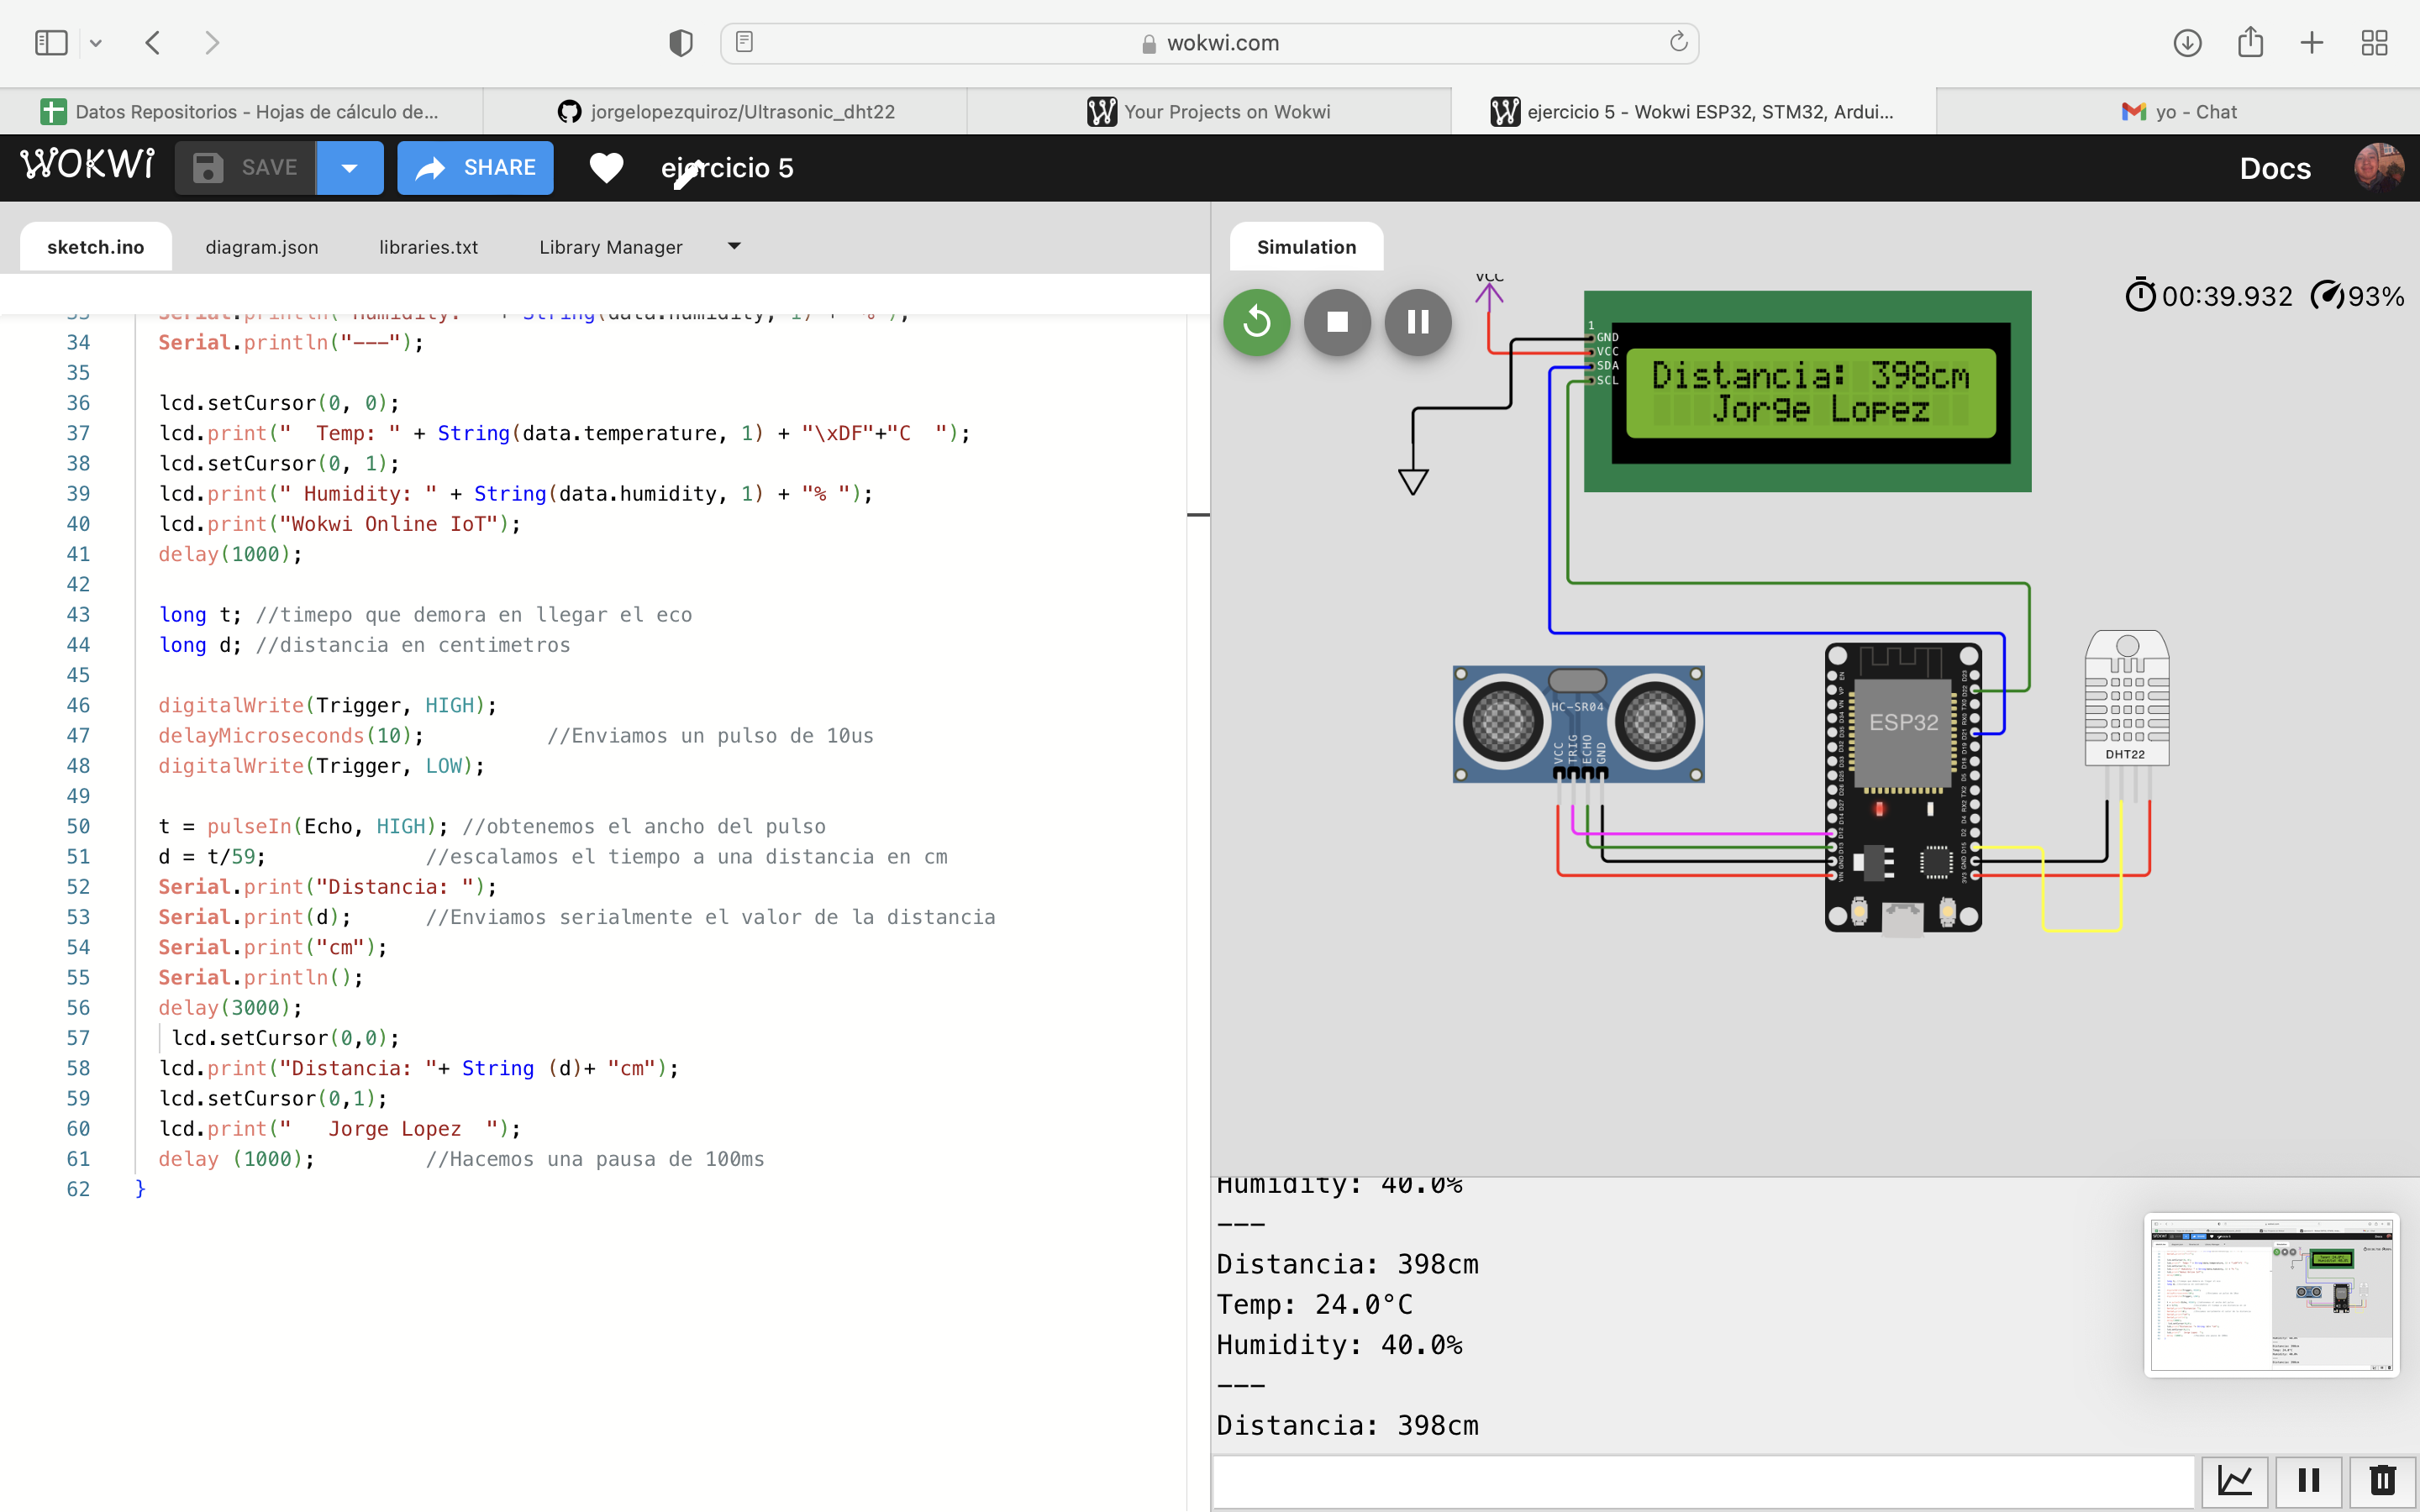 wokwi.com
Datos Repositorios - Hojas de cálculo de...
jorgelopezquiroz/Ultrasonic_dht22
Your Projects on Wokwi
ejercicio 5 - Wokwi ESP32, STM32, Ardui...
yo - Chat
WOKWi
SAVE
SHARE
ejercicio 5
Docs
sketch.ino
diagram.json
libraries.txt
Library Manager
33 Serial.println("Humidity: " + String(data.humidity, 1) + "%");
34 Serial.println("---");
35
36 lcd.setCursor(0, 0);
37 lcd.print("  Temp: " + String(data.temperature, 1) + "\xDF"+"C  ");
38 lcd.setCursor(0, 1);
39 lcd.print(" Humidity: " + String(data.humidity, 1) + "% ");
40 lcd.print("Wokwi Online IoT");
41 delay(1000);
42
43 long t; //timepo que demora en llegar el eco
44 long d; //distancia en centimetros
45
46 digitalWrite(Trigger, HIGH);
47 delayMicroseconds(10);          //Enviamos un pulso de 10us
48 digitalWrite(Trigger, LOW);
49
50 t = pulseIn(Echo, HIGH); //obtenemos el ancho del pulso
51 d = t/59;             //escalamos el tiempo a una distancia en cm
52 Serial.print("Distancia: ");
53 Serial.print(d);      //Enviamos serialmente el valor de la distancia
54 Serial.print("cm");
55 Serial.println();
56 delay(3000);
57  lcd.setCursor(0,0);
58 lcd.print("Distancia: "+ String (d)+ "cm");
59 lcd.setCursor(0,1);
60 lcd.print("   Jorge Lopez  ");
61 delay (1000);         //Hacemos una pausa de 100ms
62 }
Simulation
00:39.932
93%
VCC
1
GND
VCC
SDA
SCL
Distancia: 398cm
Jorge Lopez
HC-SR04
VCC
TRIG
ECHO
GND
ESP32
DHT22
Humidity: 40.0%
---
Distancia: 398cm
Temp: 24.0°C
Humidity: 40.0%
---
Distancia: 398cm